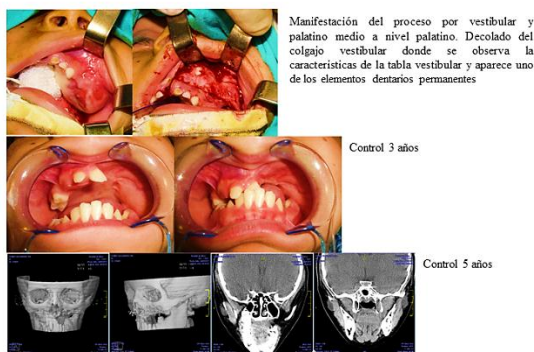 Manifestación del proceso por vestibular y
palatino medio a nivel palatino. Decolado del
colgajo vestibular donde se observa la
características de la tabla vestibular y aparece uno
de los elementos dentarios permanentes
Control 3 años
Control 5 años